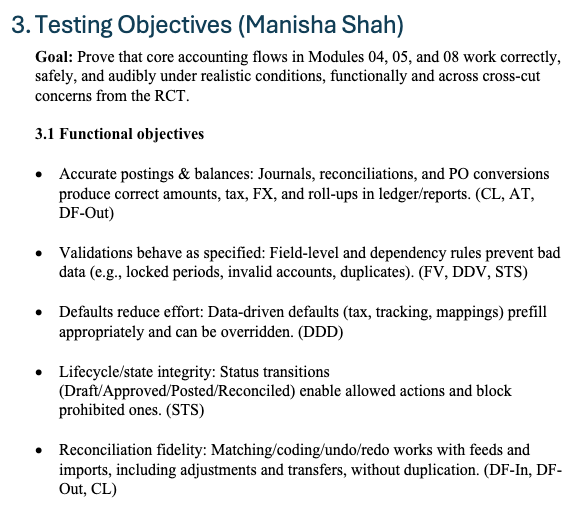 3. Testing Objectives (Manisha Shah)
Goal: Prove that core accounting flows in Modules 04, 05, and 08 work correctly,
safely, and audibly under realistic conditions, functionally and across cross-cut
concerns from the RCT.
3.1 Functional objectives
• Accurate postings & balances: Journals, reconciliations, and PO conversions
produce correct amounts, tax, FX, and roll-ups in ledger/reports. (CL, AT,
DF-Out)
• Validations behave as specified: Field-level and dependency rules prevent bad
data (e.g., locked periods, invalid accounts, duplicates). (FV, DDV, STS)
• Defaults reduce effort: Data-driven defaults (tax, tracking, mappings) prefill
appropriately and can be overridden. (DDD)
• Lifecycle/state integrity: Status transitions
(Draft/Approved/Posted/Reconciled) enable allowed actions and block
prohibited ones. (STS)
• Reconciliation fidelity: Matching/coding/undo/redo works with feeds and
imports, including adjustments and transfers, without duplication. (DF-In, DF-
Out, CL)